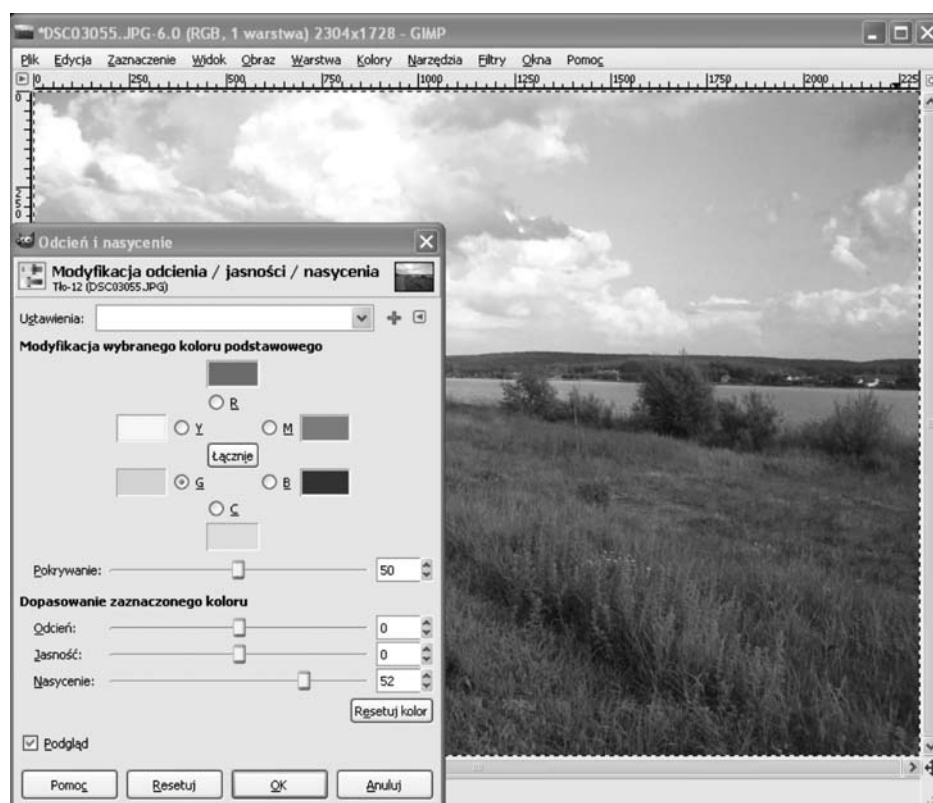 *DSC03055.JPG-6.0 (RGB, 1 warstwa) 2304x1728 - GIMP
Plik Edycja Zaznaczenie Widok Obraz Warstwa Kolory Narzędzia Filtry Okna Pomoc
0 250 500 750 1000 1250 1500 1750 2000 225
0
250
Odcień i nasycenie
Modyfikacja odcienia / jasności / nasycenia
Tło-12 (DSC03055.JPG)
Ustawienia:
Modyfikacja wybranego koloru podstawowego
R
Y M
Łącznie
G B
C
Pokrywanie: 50
Dopasowanie zaznaczonego koloru
Odcień: 0
Jasność: 0
Nasycenie: 52
Resetuj kolor
Podgląd
Pomoc Resetuj OK Anuluj